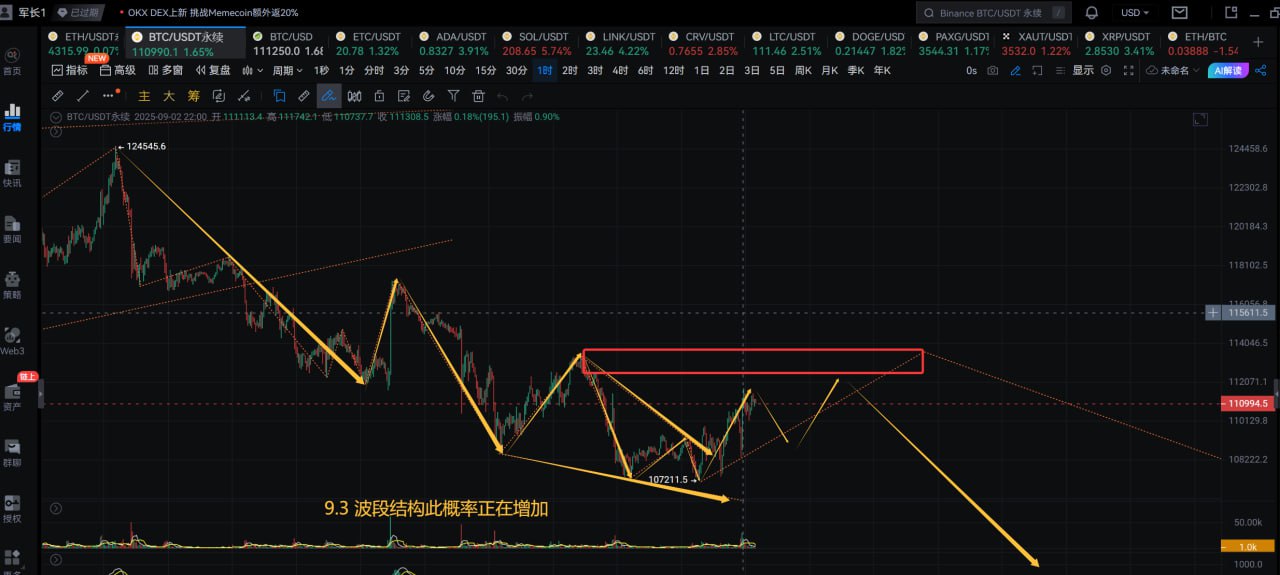 军长1 已过期 OKX DEX上新 挑战Memecoin额外返20% Binance BTC/USDT 永续 / USD
ETH/USDT永 BTC/USDT永续 BTC/USD ETC/USDT ADA/USDT SOL/USDT LINK/USDT CRV/USDT LTC/USDT DOGE/USDT PAXG/USDT XAUT/USDT XRP/USDT ETH/BTC
4315.99 0.07% 110990.1 1.65% 111250.0 1.68 20.78 1.32% 0.8327 3.91% 208.65 5.74% 23.46 4.22% 0.7655 2.85% 111.46 2.51% 0.21447 1.82% 3544.31 1.17% 3532.0 1.22% 2.8530 3.41% 0.03888 -1.54
首页
指标 NEW 高级 多窗 复盘 周期 1秒 1分 分时 3分 5分 10分 15分 30分 1时 2时 3时 4时 6时 12时 1日 2日 3日 5日 周K 月K 季K 年K 0s 显示 未命名 AI解读
主 大 筹
行情
BTC/USDT永续 2025-09-02 22:00 开 111113.4 高 111742.1 低 110737.7 收 111308.5 涨幅 0.18%(195.1) 振幅 0.90%
124545.6
124458.6
快讯
122302.8
120184.3
要闻
118102.5
策略
116056.8
115611.5
114046.5
Web3
链上
112071.1
资产
110994.5
110129.8
群聊
108222.2
107211.5
9.3 波段结构此概率正在增加
授权
50.00k
1.0k
1000.0
更多